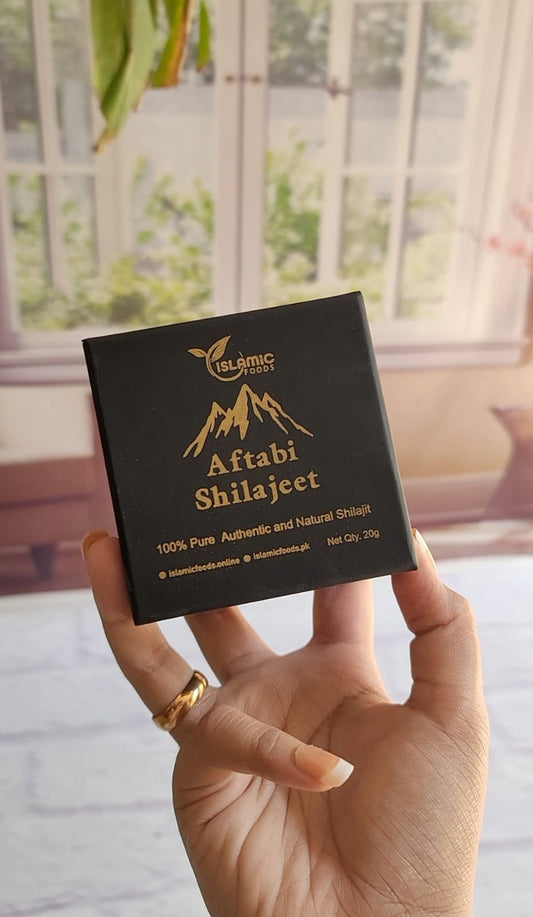 ISLAMIC
FOODS
Aftabi
Shilajeet
100% Pure Authentic and Natural Shilajit
Net Qty. 20g
islamicfoods.online islamicfoods.pk